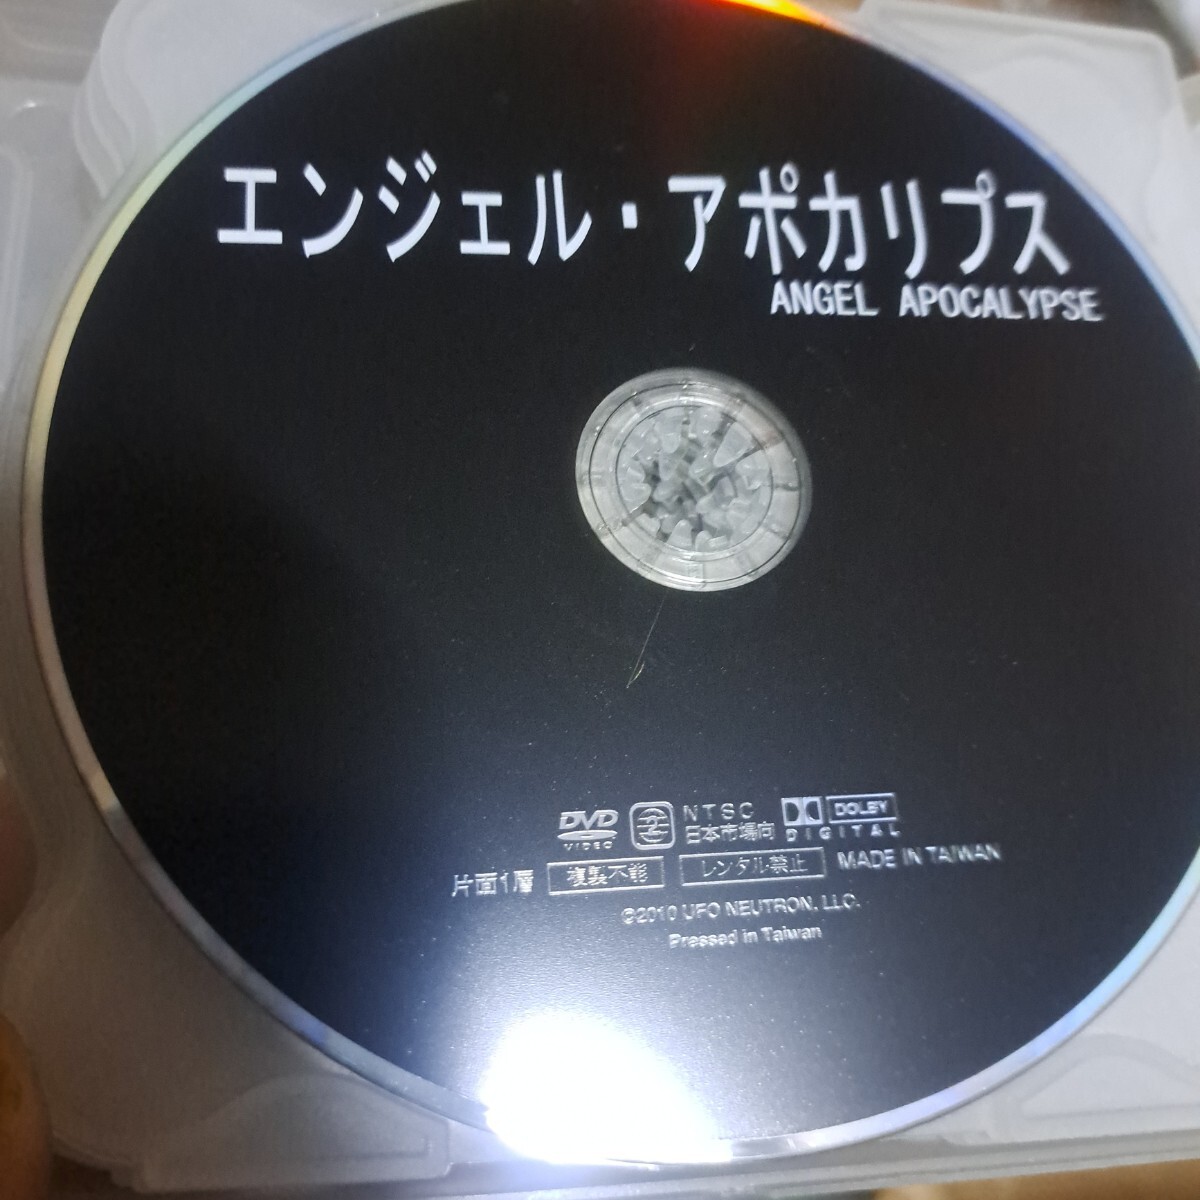 エンジェル・アポカリプス
ANGEL APOCALYPSE
DVD VIDEO 2 NTSC 日本市場向 DOLBY DIGITAL
片面1層 複製不能 レンタル禁止 MADE IN TAIWAN
©2010 UFO NEUTRON, LLC.
Pressed in Taiwan